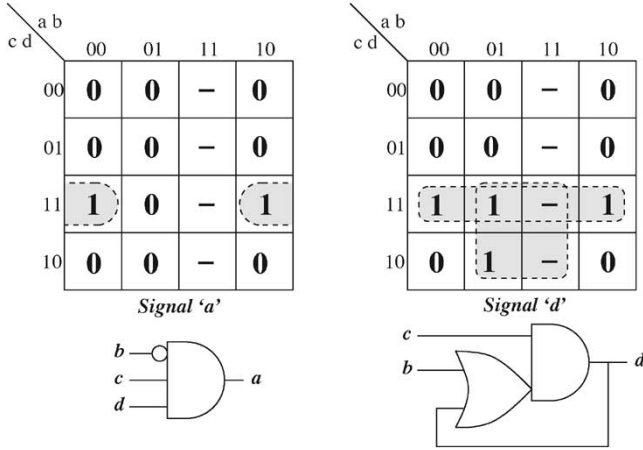 a b
c d
00 01 11 10
00 0 0 – 0
01 0 0 – 0
11 1 0 – 1
10 0 0 – 0
Signal 'a'
b
c
d
a
a b
c d
00 01 11 10
00 0 0 – 0
01 0 0 – 0
11 1 1 – 1
10 0 1 – 0
Signal 'd'
c
b
d